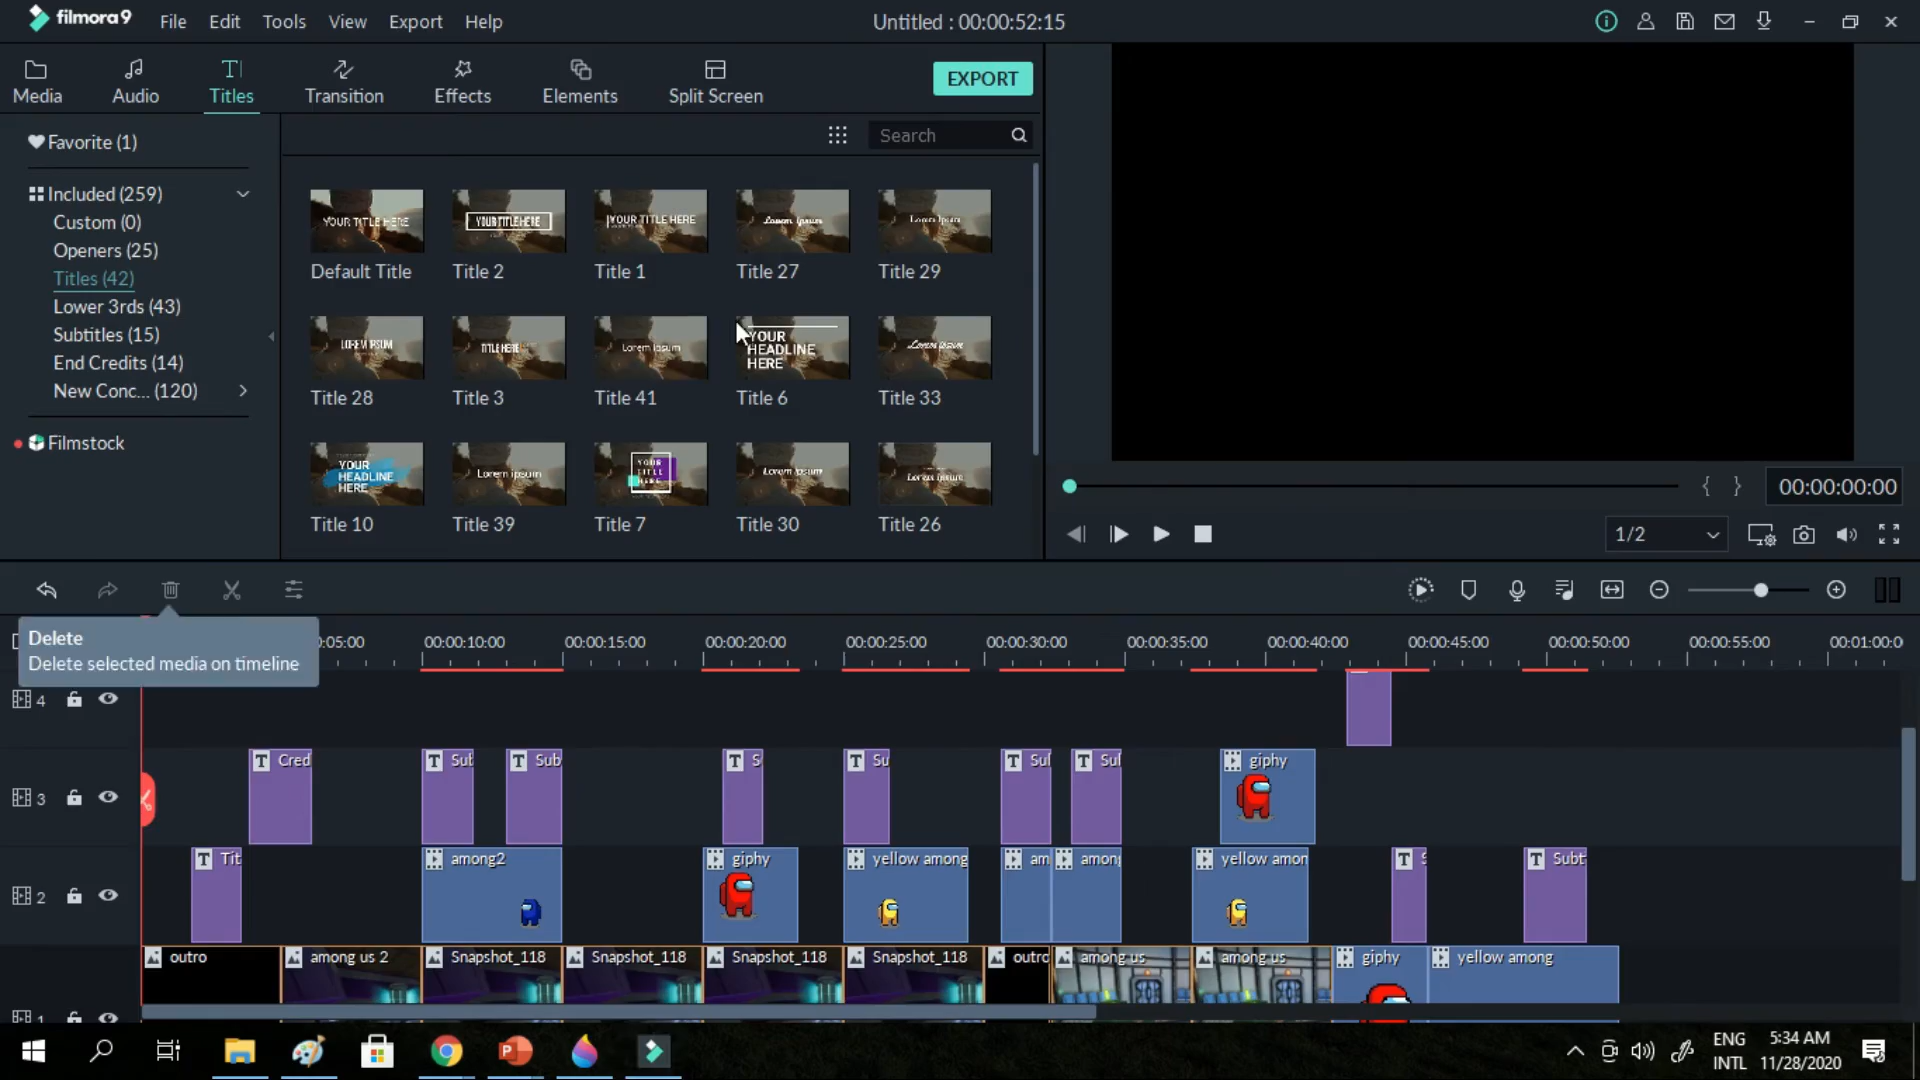 filmora9
File Edit Tools View Export Help
Untitled : 00:00:52:15
Media
Audio
Titles
Transition
Effects
Elements
Split Screen
EXPORT
Favorite (1)
Included (259)
Custom (0)
Openers (25)
Titles (42)
Lower 3rds (43)
Subtitles (15)
End Credits (14)
New Conc... (120)
Filmstock
Search
YOUR TITLE HERE
YOUR TITLE HERE
YOUR TITLE HERE
Lorem ipsum
Lorem Ipsum
Default Title
Title 2
Title 1
Title 27
Title 29
LOREM IPSUM
TITLE HERE
Lorem ipsum
YOUR
HEADLINE
HERE
Lorem ipsum
Title 28
Title 3
Title 41
Title 6
Title 33
YOUR
HEADLINE
HERE
Lorem ipsum
YOUR
TITLE
HERE
Lorem ipsum
Lorem ipsum
Title 10
Title 39
Title 7
Title 30
Title 26
{ }
00:00:00:00
1/2
Delete
Delete selected media on timeline
:05:00
00:00:10:00
00:00:15:00
00:00:20:00
00:00:25:00
00:00:30:00
00:00:35:00
00:00:40:00
00:00:45:00
00:00:50:00
00:00:55:00
00:01:00:0
4
3
T Cred
T Sut
T Sub
T S
T Su
T Sul
T Sul
giphy
2
T Tit
among2
giphy
yellow among
am
among
yellow amon
T S
T Subt
1
outro
among us 2
Snapshot_118
Snapshot_118
Snapshot_118
Snapshot_118
outro
among us
among us
giphy
yellow among
ENG
INTL
5:34 AM
11/28/2020